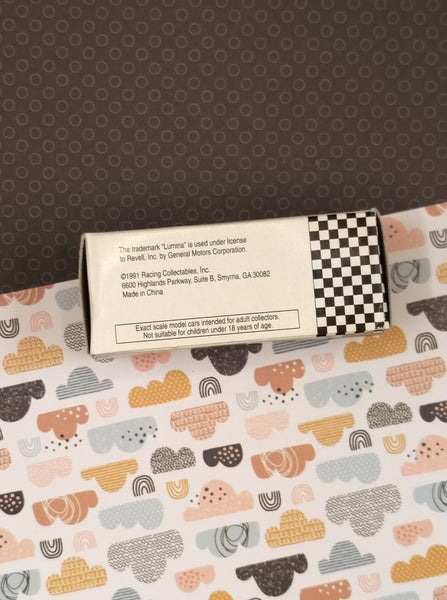 The trademark "Lumina" is used under license
to Revell, Inc. by General Motors Corporation.
©1991 Racing Collectables, Inc.
6600 Highlands Parkway, Suite B, Smyrna, GA 30082
Made in China
Exact scale model cars intended for adult collectors.
Not suitable for children under 18 years of age.